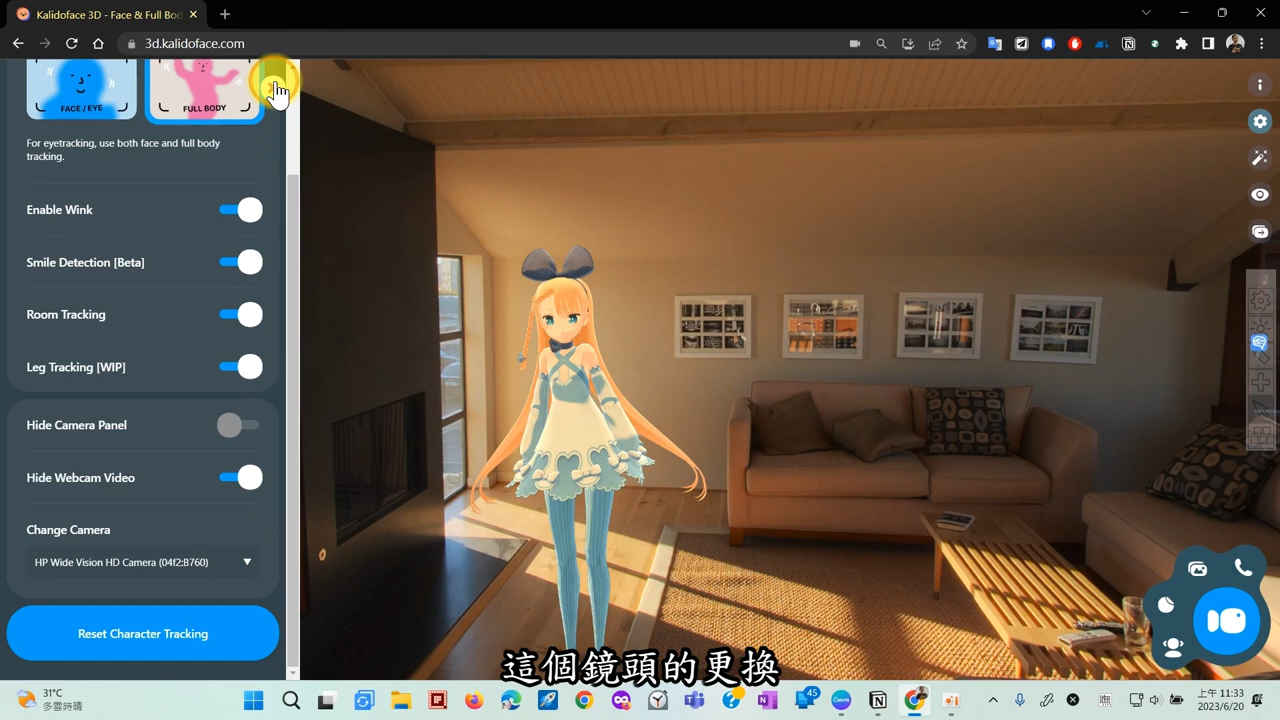 Kalidoface 3D - Face & Full Bod
3d.kalidoface.com
FACE / EYE
FULL BODY
For eyetracking, use both face and full body
tracking.
Enable Wink
Smile Detection [Beta]
Room Tracking
Leg Tracking [WIP]
Hide Camera Panel
Hide Webcam Video
Change Camera
HP Wide Vision HD Camera (04f2:B760)
Reset Character Tracking
這個鏡頭的更換
31°C
多雲時晴
45
上午 11:33
2023/6/20